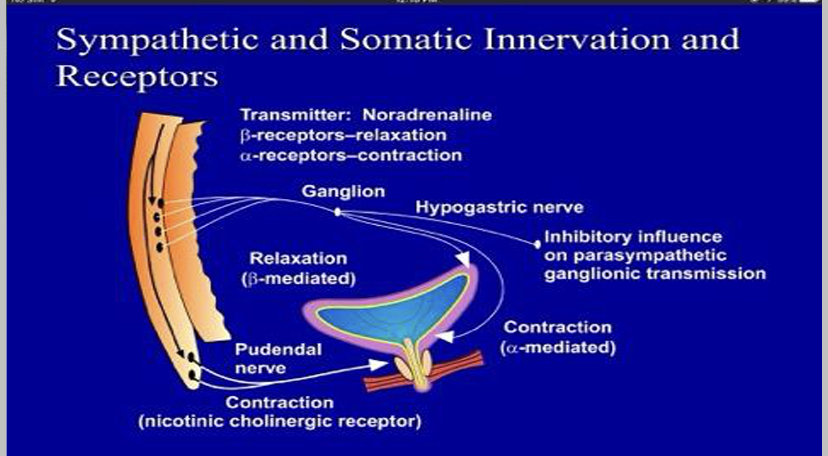 Sympathetic and Somatic Innervation and
Receptors
Transmitter: Noradrenaline
β-receptors–relaxation
α-receptors–contraction
Ganglion
Hypogastric nerve
Inhibitory influence
on parasympathetic
ganglionic transmission
Relaxation
(β-mediated)
Contraction
(α-mediated)
Pudendal
nerve
Contraction
(nicotinic cholinergic receptor)